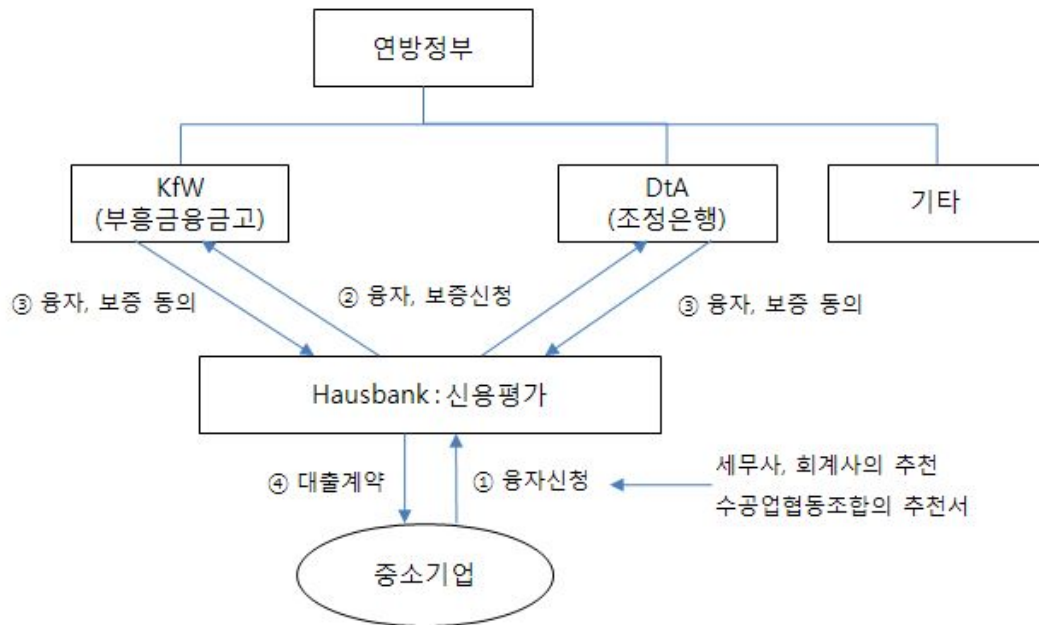 연방정부
KfW
(부흥금융금고)
DtA
(조정은행)
기타
③ 융자, 보증 동의
② 융자, 보증신청
③ 융자, 보증 동의
Hausbank : 신용평가
④ 대출계약
① 융자신청
세무사, 회계사의 추천
수공업협동조합의 추천서
중소기업